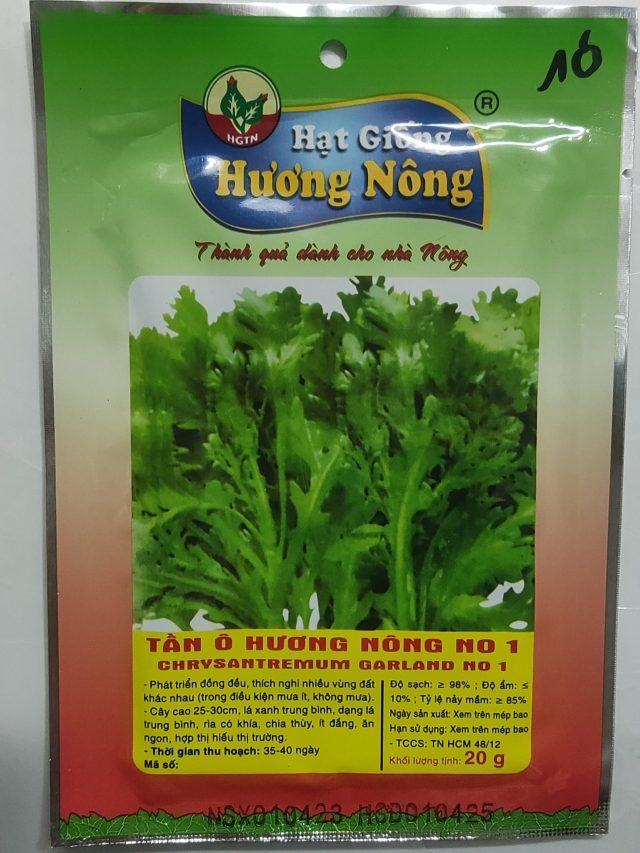 10
®
HGTN
Hạt Giống
Hương Nông
Thành quả dành cho nhà Nông
TẦN Ô HƯƠNG NÔNG NO 1
CHRYSANTREMUM GARLAND NO 1
- Phát triển đồng đều, thích nghi nhiều vùng đất
khác nhau (trong điều kiện mưa ít, không mưa).
- Cây cao 25-30cm, lá xanh trung bình, dạng lá
trung bình, rìa có khía, chia thùy, ít đắng, ăn
ngon, hợp thị hiếu thị trường.
- Thời gian thu hoạch: 35-40 ngày
Mã số:
Độ sạch: ≥ 98% ; Độ ẩm: ≤
10% ; Tỷ lệ nảy mầm: ≥ 85%
Ngày sản xuất: Xem trên mép bao
Hạn sử dụng: Xem trên mép bao
- TCCS: TN HCM 48/12
Khối lượng tịnh: 20 g
NSX010423 HSD010425